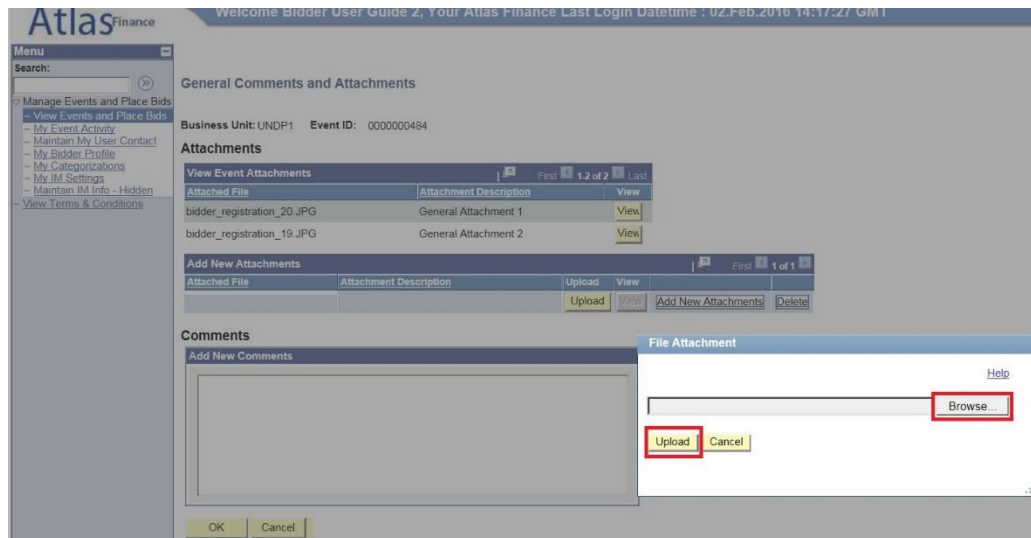 Atlas Finance
Welcome Bidder User Guide 2, Your Atlas Finance Last Login Datetime : 02.Feb.2016 14:17:27 GMT
Menu
Search:
Manage Events and Place Bids
View Events and Place Bids
My Event Activity
Maintain My User Contact
My Bidder Profile
My Categorizations
My IM Settings
Maintain IM Info - Hidden
View Terms & Conditions
General Comments and Attachments
Business Unit: UNDP1 Event ID: 0000000484
Attachments
View Event Attachments First 1-2 of 2 Last
Attached File Attachment Description View
bidder_registration_20.JPG General Attachment 1 View
bidder_registration_19.JPG General Attachment 2 View
Add New Attachments First 1 of 1
Attached File Attachment Description Upload View
Upload View Add New Attachments Delete
Comments
Add New Comments
OK Cancel
File Attachment
Help
Browse...
Upload Cancel